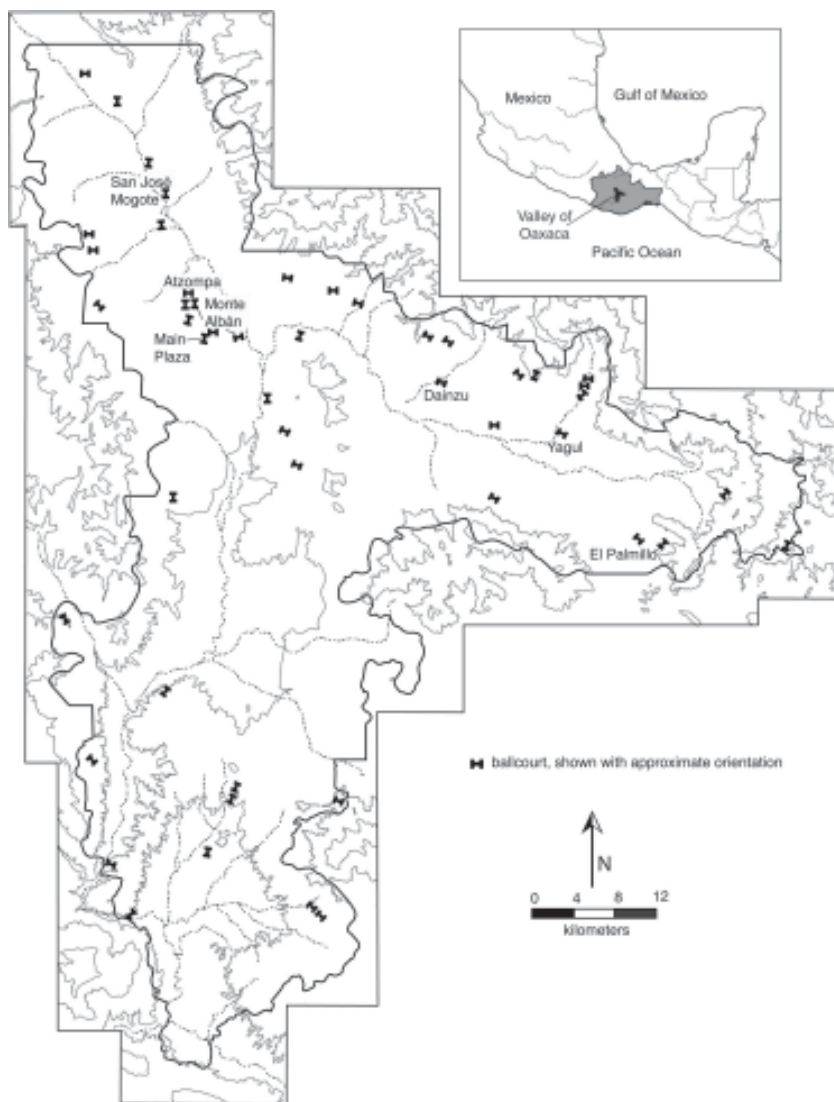 Mexico
Gulf of Mexico
Valley of
Oaxaca
Pacific Ocean
San José
Mogote
Atzompa
Monte
Albán
Main
Plaza
Dainzu
Yagul
El Palmillo
ballcourt, shown with approximate orientation
N
0 4 8 12
kilometers